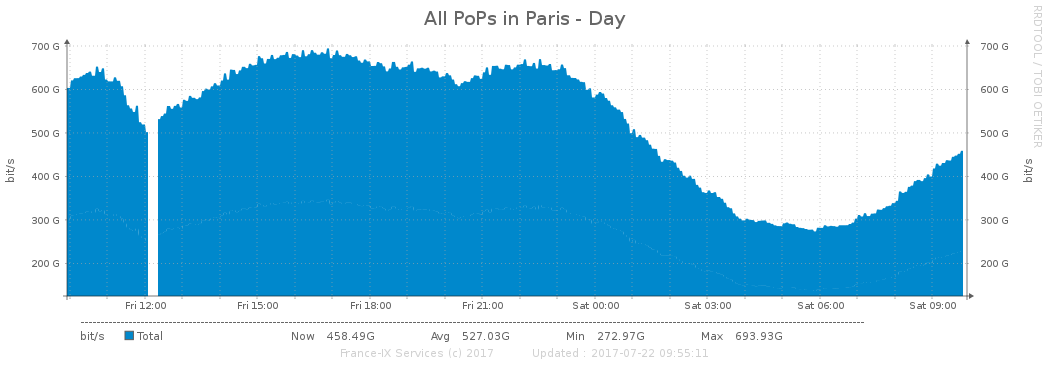 All PoPs in Paris - Day
RRDTOOL / TOBI OETIKER
bit/s
bit/s
700 G
700 G
600 G
600 G
500 G
500 G
400 G
400 G
300 G
300 G
200 G
200 G
Fri 12:00 Fri 15:00 Fri 18:00 Fri 21:00 Sat 00:00 Sat 03:00 Sat 06:00 Sat 09:00
bit/s Total Now 458.49G Avg 527.03G Min 272.97G Max 693.93G
France-IX Services (c) 2017 Updated : 2017-07-22 09:55:11